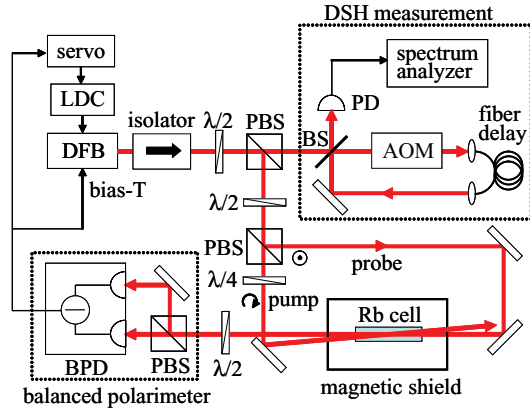 DSH measurement
servo
spectrum
analyzer
LDC
PD
fiber
delay
isolator
λ/2
PBS
BS
DFB
AOM
bias-T
λ/2
PBS
probe
λ/4
pump
Rb cell
BPD
PBS
λ/2
magnetic shield
balanced polarimeter